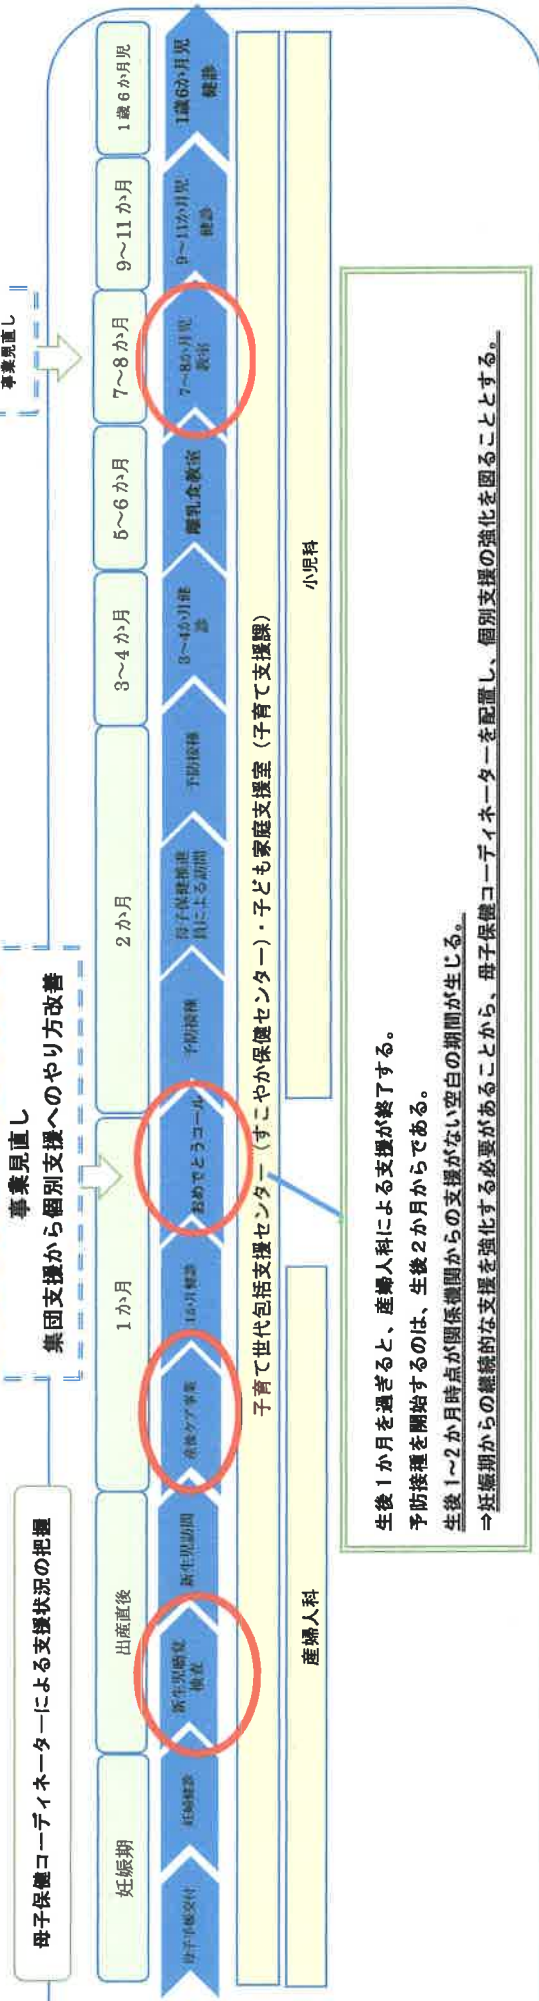 母子保健コーディネーターによる支援状況の把握
事業見直し
集団支援から個別支援へのやり方改善
事業見直し
妊娠期
出産直後
1か月
2か月
3～4か月
5～6か月
7～8か月
9～11か月
1歳6か月児
母子手帳交付
妊婦健診
新生児聴覚
検査
新生児訪問
産後ケア事業
1か月健診
おめでとうコール
予防接種
母子保健推進
員による訪問
予防接種
3～4か月健
診
離乳食教室
7～8か月児
教室
9～11か月児
健診
1歳6か月児
健診
子育て世代包括支援センター（すこやか保健センター）・子ども家庭支援室（子育て支援課）
産婦人科
小児科
生後1か月を過ぎると、産婦人科による支援が終了する。
予防接種を開始するのは、生後2か月からである。
生後1～2か月時点が関係機関からの支援がない空白の期間が生じる。
⇒妊娠期からの継続的な支援を強化する必要があることから、母子保健コーディネーターを配置し、個別支援の強化を図ることとする。